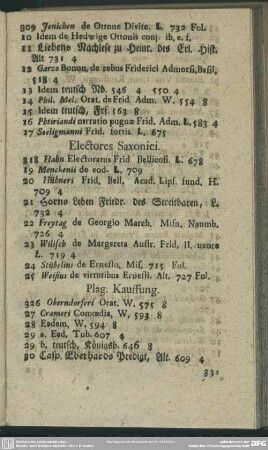 309 Jenichen de Ottone Divite. L. 732 Fol.
10 Idem de Hedwige Ottonis conj. ib. e. f.
11 Liebens Nachlese zu Heinr. des Erl. Hist.
Alt 731 4
12 Garzo Bonon. de rebus Friderici Admorsi, Basil,
518 4
13 Idem teutsch Nb. 546 4 550 4
14 Phil. Mel. Orat. de Frid. Adm. W. 554 8
15 Idem teutsch, Frf. 563 8
16 narratio pugnæ Frid. Adm. L. 583 4
17 Seeligmanni Frid. fortis. L. 675
Electores Saxonici.
318 Hahn Electoratus Frid Bellicosi. L. 678
19 Menckenii de eod. L. 709
20 Hübneri Frid. Bell. Acad. Lips. fund. H.
709 4
21 Horns Leben Friedr. des Streitbaren, L.
732 4
22 Freytag de Georgio March. Misn. Naumb.
726 4
23 Wilisch de Margareta Austr. Frid. II. uxore
L. 719 4
24 Stübelius de Ernesto, Mis. 715 Fol.
25 Weisius de virtutibus Ernesti. Alt. 727 Fol.
Plag. Kauffung.
326 Oberndorferi Orat. W. 575 8
27 Crameri Comœdia, W. 593 8
28 Eadem, W. 594 8
29 a. Ead. Tub. 607 4
29 b. teutsch, Königsb. 646 8
30 Casp. Eberhards Predigt, Alt. 609 4
331